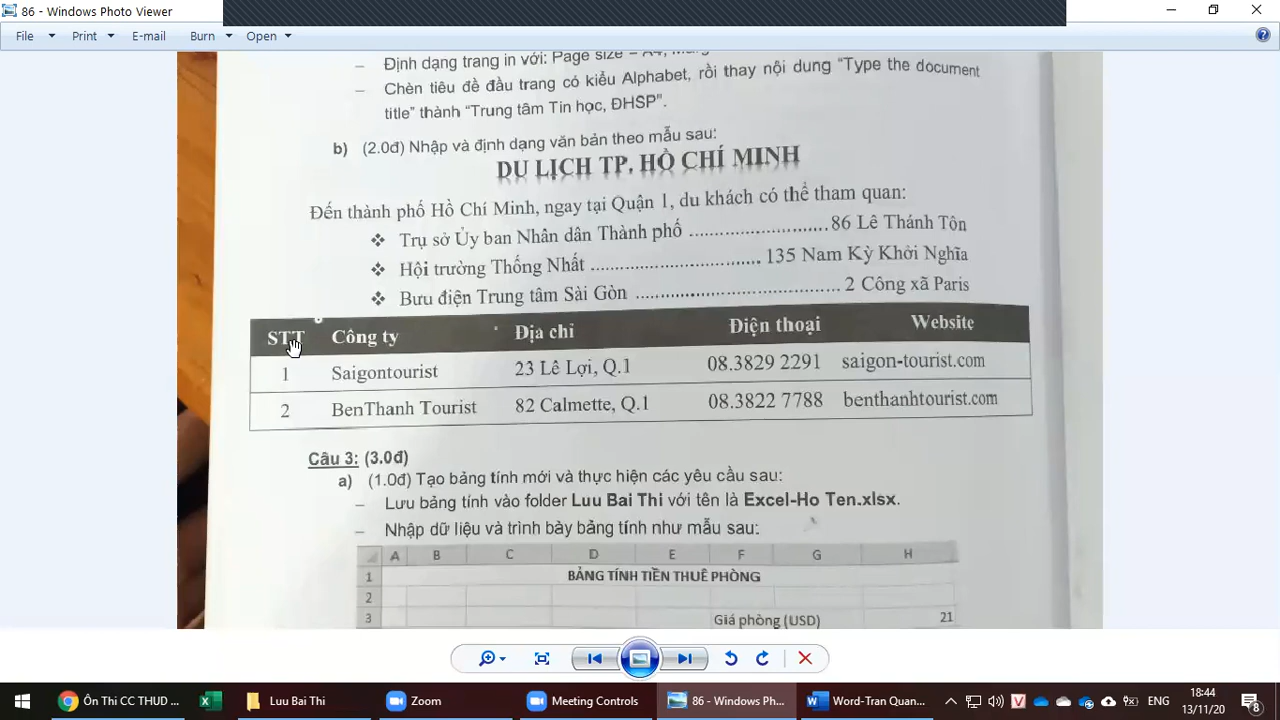 86 - Windows Photo Viewer
File Print E-mail Burn Open
– Định dạng trang in với: Page size = A4,
– Chèn tiêu đề đầu trang có kiểu Alphabet, rồi thay nội dung “Type the document
title” thành “Trung tâm Tin học, ĐHSP”.
b) (2.0đ) Nhập và định dạng văn bản theo mẫu sau:
DU LỊCH TP. HỒ CHÍ MINH
Đến thành phố Hồ Chí Minh, ngay tại Quận 1, du khách có thể tham quan:
❖ Trụ sở Ủy ban Nhân dân Thành phố ........................... 86 Lê Thánh Tôn
❖ Hội trường Thống Nhất ................................. 135 Nam Kỳ Khởi Nghĩa
❖ Bưu điện Trung tâm Sài Gòn ........................................ 2 Công xã Paris
STT Công ty Địa chỉ Điện thoại Website
1 Saigontourist 23 Lê Lợi, Q.1 08.3829 2291 saigon-tourist.com
2 BenThanh Tourist 82 Calmette, Q.1 08.3822 7788 benthanhtourist.com
Câu 3: (3.0đ)
a) (1.0đ) Tạo bảng tính mới và thực hiện các yêu cầu sau:
– Lưu bảng tính vào folder Luu Bai Thi với tên là Excel-Ho Ten.xlsx.
– Nhập dữ liệu và trình bày bảng tính như mẫu sau:
A B C D E F G H
1 BẢNG TÍNH TIỀN THUÊ PHÒNG
2
3 Giá phòng (USD) 21
Ôn Thi CC THUD ... Luu Bai Thi Zoom Meeting Controls 86 - Windows Pho... Word-Tran Quan... ENG 18:44
13/11/20 8